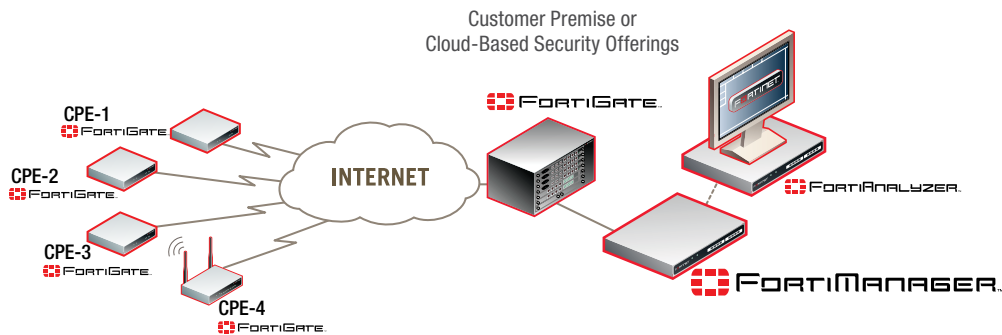 Customer Premise or
Cloud-Based Security Offerings
CPE-1
FORTIGATE
CPE-2
FORTIGATE
CPE-3
FORTIGATE
CPE-4
FORTIGATE
INTERNET
FORTIGATE
FORTINET
FORTIANALYZER
FORTIMANAGER